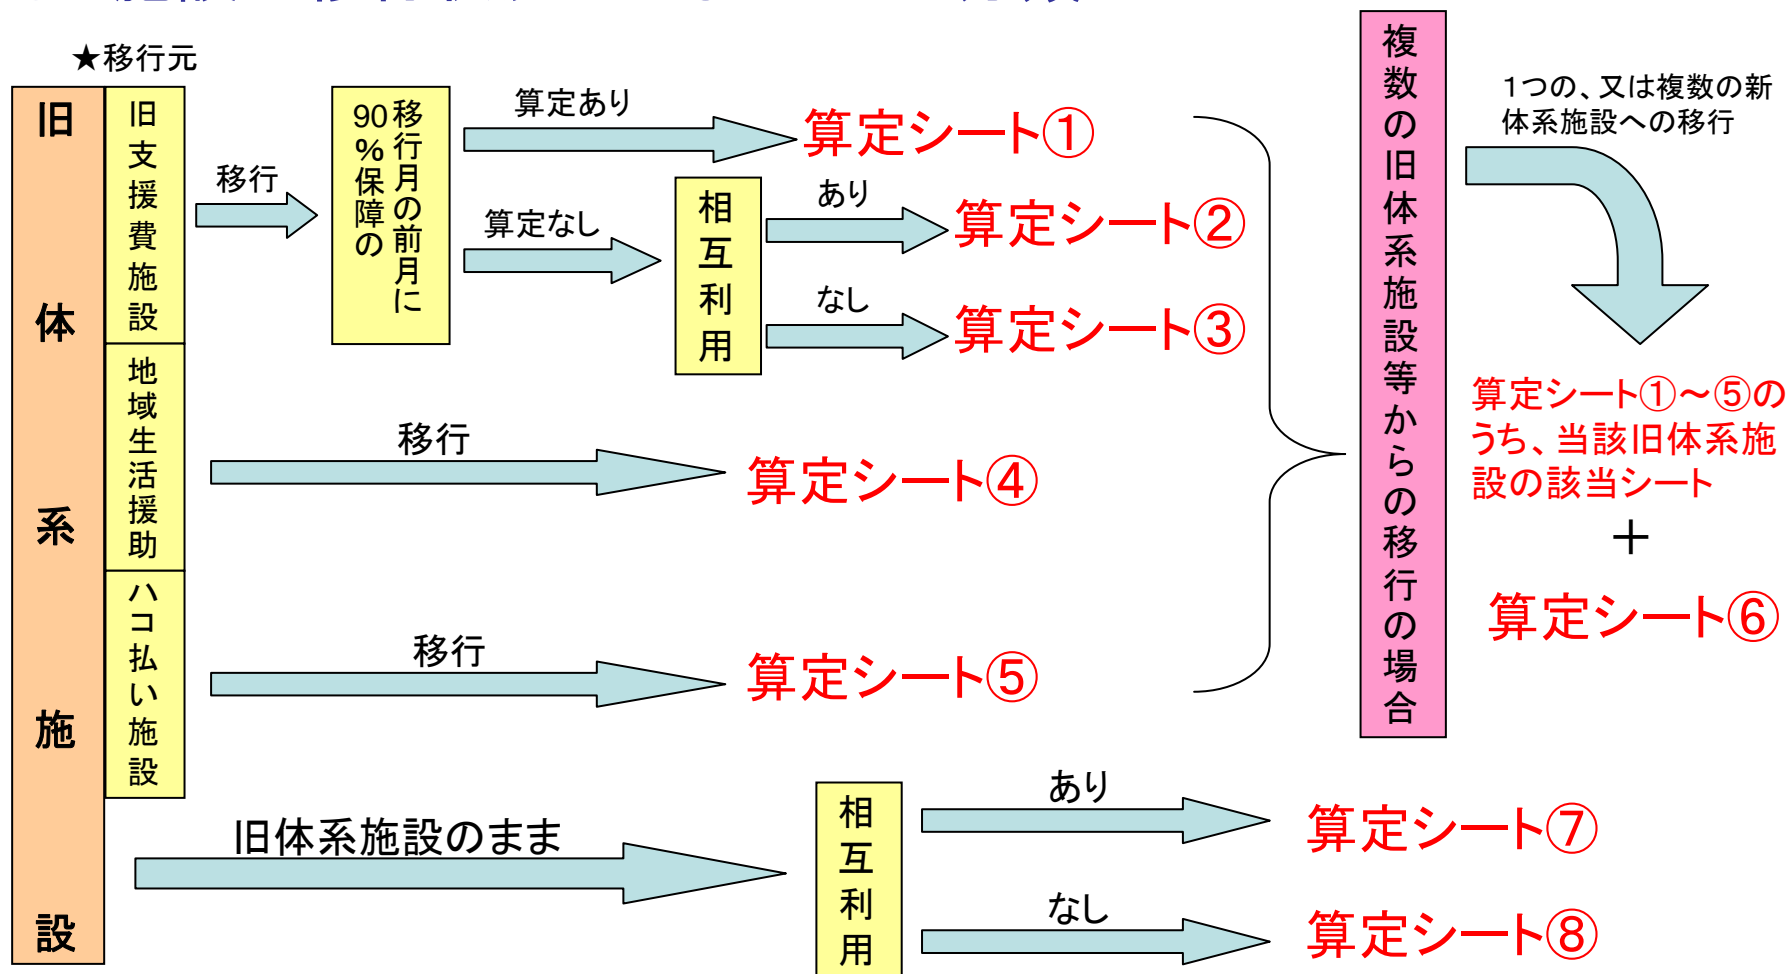 ★移行元
旧体系施設
旧支援費施設
地域生活援助
ハコ払い施設
移行
移行月の前月に
90%保障の
算定あり
算定シート①
算定なし
相互利用
あり
算定シート②
なし
算定シート③
移行
算定シート④
移行
算定シート⑤
複数の旧体系施設等からの移行の場合
1つの、又は複数の新
体系施設への移行
算定シート①～⑤の
うち、当該旧体系施
設の該当シート
＋
算定シート⑥
旧体系施設のまま
相互利用
あり
算定シート⑦
なし
算定シート⑧